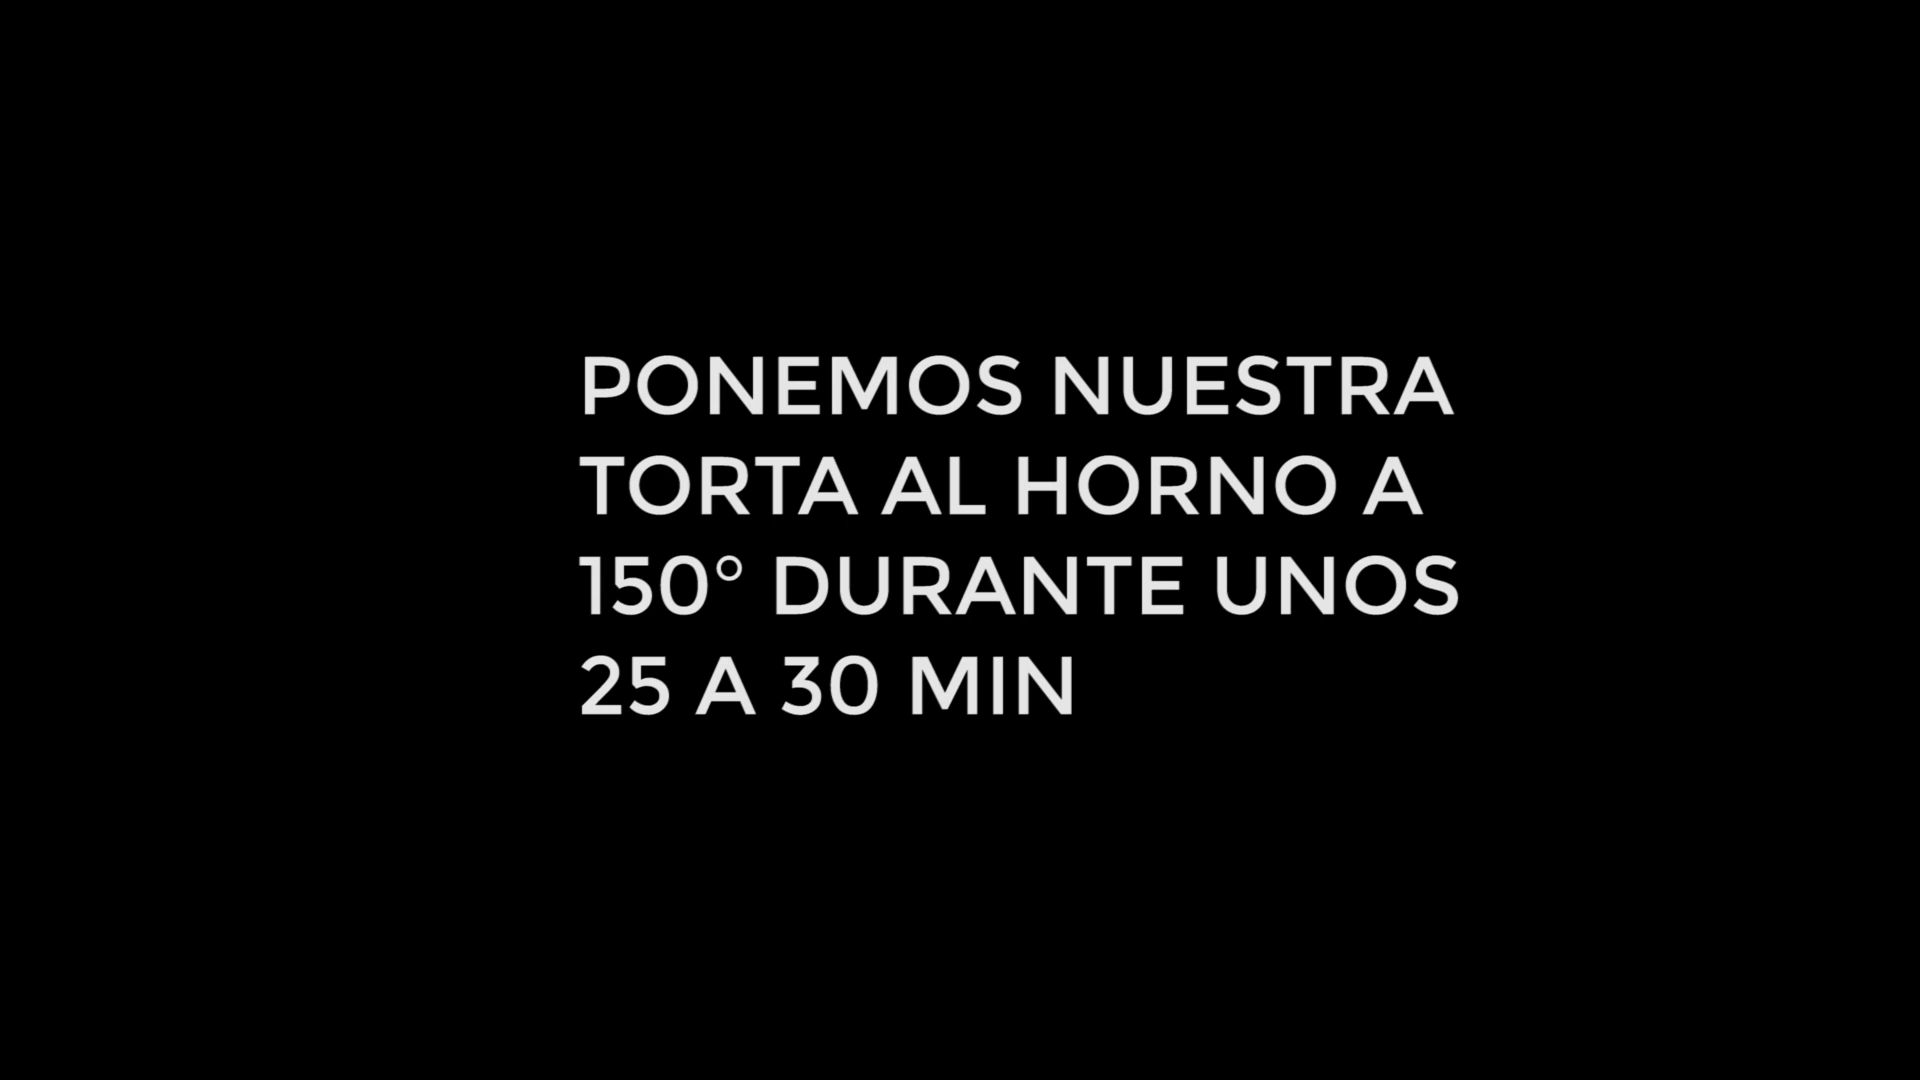 PONEMOS NUESTRA
TORTA AL HORNO A
150° DURANTE UNOS
25 A 30 MIN